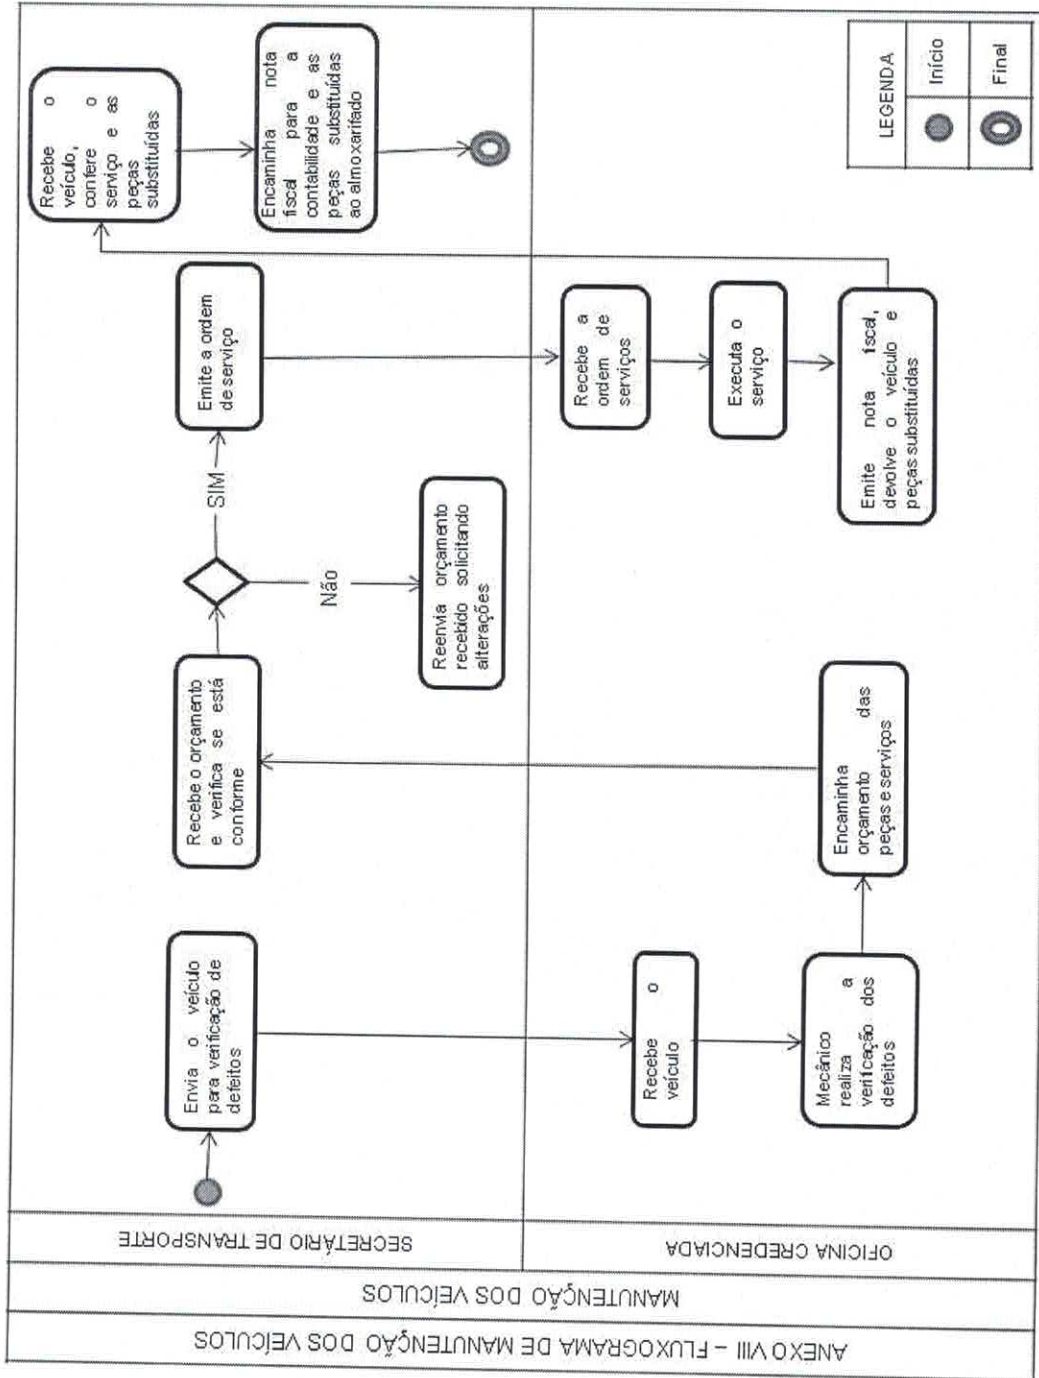 ANEXO VIII – FLUXOGRAMA DE MANUTENÇÃO DOS VEÍCULOS
MANUTENÇÃO DOS VEÍCULOS
SECRETÁRIO DE TRANSPORTE
Envia o veículo
para verificação de
defeitos
Recebe o orçamento
e verifica se está
conforme
SIM
Não
Reenvia orçamento
recebido solicitando
alterações
Emite a ordem
de serviço
Recebe o
veículo,
confere o
serviço e as
peças
substituídas
Encaminha nota
fiscal para a
contabilidade e as
peças substituídas
ao almoxarifado
OFICINA CREDENCIADA
Recebe o
veículo
Mecânico
realiza a
verificação dos
defeitos
Encaminha
orçamento das
peças e serviços
Recebe a
ordem de
serviços
Executa o
serviço
Emite nota fiscal,
devolve o veículo e
peças substituídas
LEGENDA
Início
Final